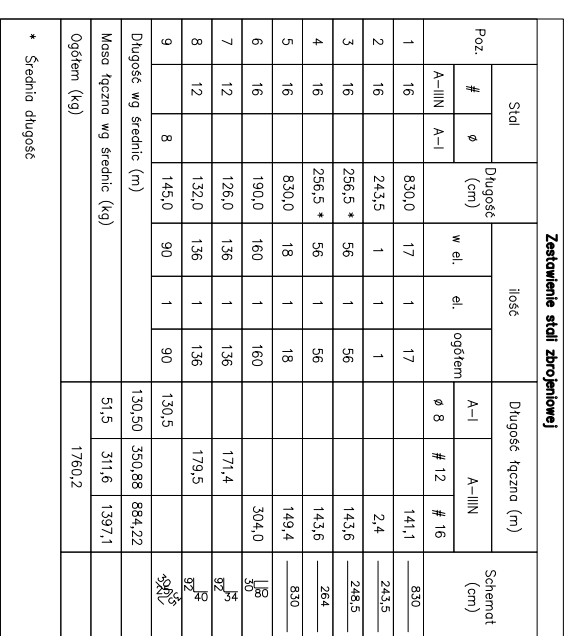 Zestawienie stali zbrojeniowej
Poz. Stal Długość (cm) ilość Długość łączna (m) Schemat (cm)
# ø w el. el. ogółem A-I A-IIIN
A-IIIN A-I ø 8 # 12 # 16
1 16 830,0 17 1 17 141,1 830
2 16 243,5 1 1 1 2,4 243,5
3 16 256,5 * 56 1 56 143,6 248,5
4 16 256,5 * 56 1 56 143,6 264
5 16 830,0 18 1 18 149,4 830
6 16 190,0 160 1 160 304,0 30 80
7 12 126,0 136 1 136 171,4 92 34
8 12 132,0 136 1 136 179,5 92 40
9 8 145,0 90 1 90 130,5
Długość wg średnic (m) 130,50 350,88 884,22
Masa łączna wg średnic (kg) 51,5 311,6 1397,1
Ogółem (kg) 1760,2
* Średnia długość